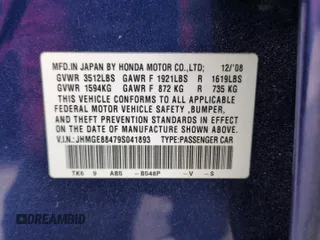 MFD.IN JAPAN BY HONDA MOTOR CO.,LTD; 12/'08
GVWR 3512LBS GAWR F 1921LBS R 1619LBS
GVWR 1594KG GAWR F 872 KG R 735 KG
THIS VEHICLE CONFORMS TO ALL APPLICABLE
FEDERAL MOTOR VEHICLE SAFETY ,BUMPER,
AND THEFT PREVENTION STANDARDS IN EFFECT
ON THE DATE OF MANUFACTURE SHOWN ABOVE.
V.I.N.:JHMGE88479S041893 TYPE:PASSENGER CAR
TK6 9 ABS -B548P -V -S
DREAMBID